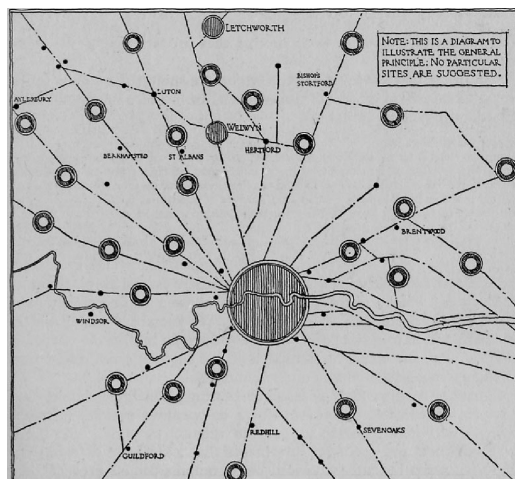 LETCHWORTH
NOTE: THIS IS A DIAGRAM TO
ILLUSTRATE THE GENERAL
PRINCIPLE: NO PARTICULAR
SITES ARE SUGGESTED.
BISHOP'S
STORTFORD
LUTON
AYLESBURY
WELWYN
HERTFORD
BERKHAMSTED
ST ALBANS
BRENTWOOD
WINDSOR
REDHILL
SEVENOAKS
GUILDFORD